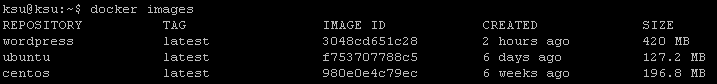 ksu@ksu:~$ docker images
REPOSITORY TAG IMAGE ID CREATED SIZE
wordpress latest 3048cd651c28 2 hours ago 420 MB
ubuntu latest f753707788c5 6 days ago 127.2 MB
centos latest 980e0e4c79ec 6 weeks ago 196.8 MB